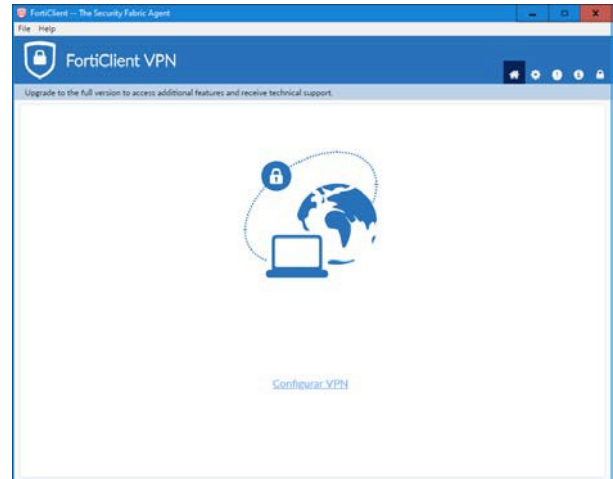 FortiClient -- The Security Fabric Agent
File Help
FortiClient VPN
Upgrade to the full version to access additional features and receive technical support.
Configurar VPN